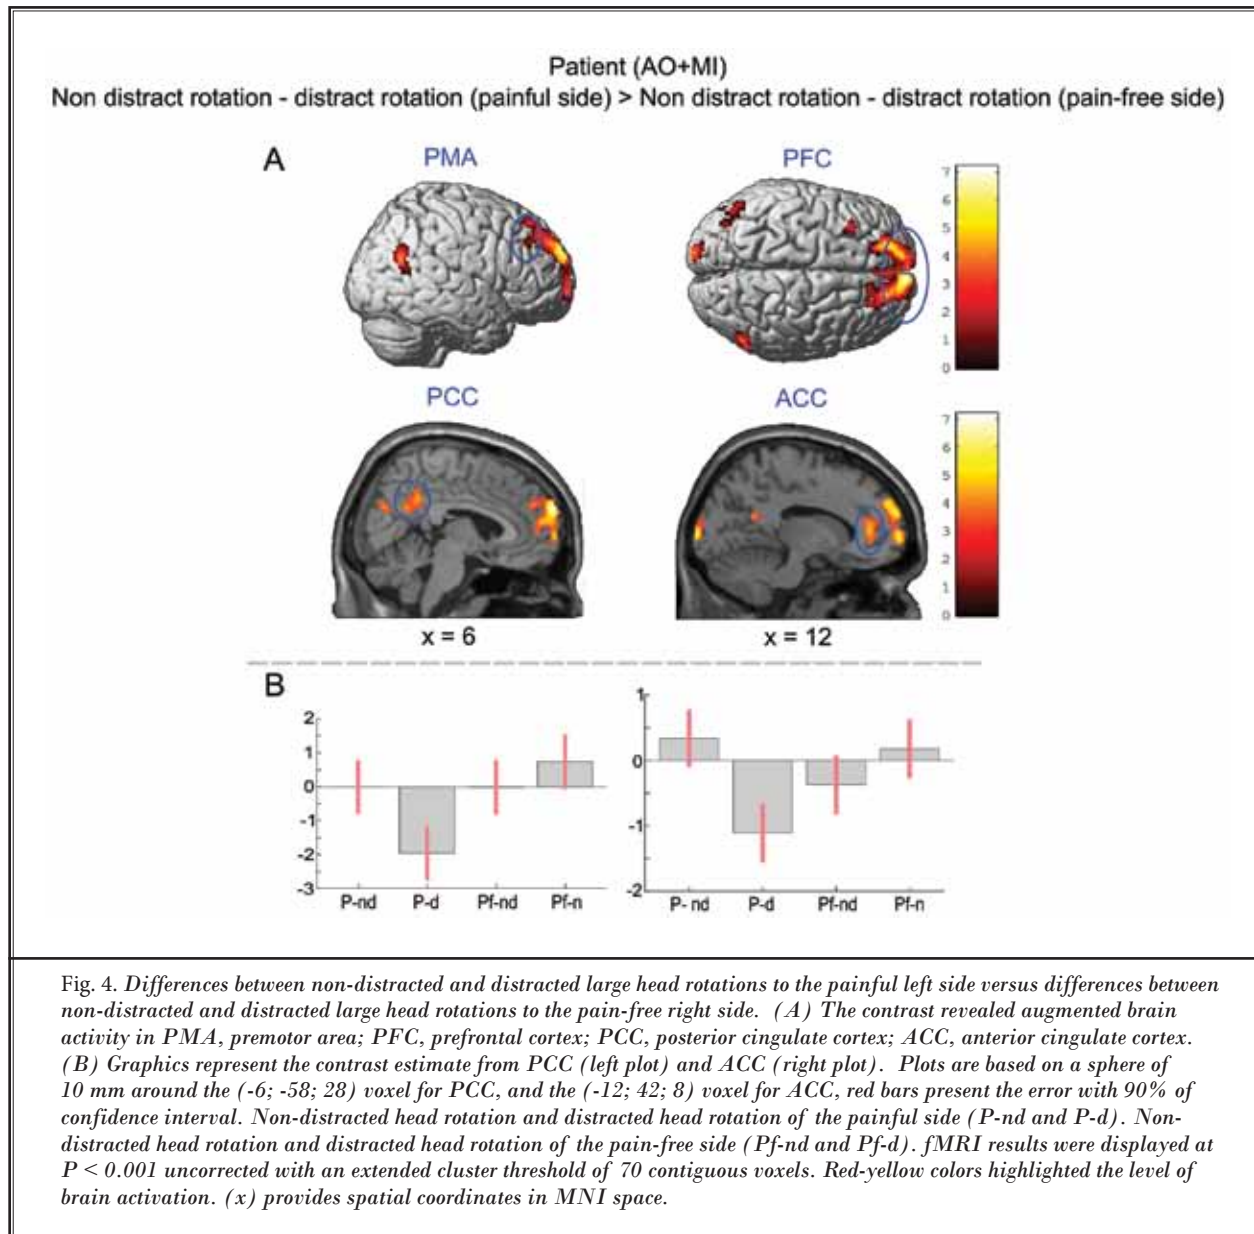 Patient (AO+MI)
Non distract rotation - distract rotation (painful side) > Non distract rotation - distract rotation (pain-free side)
A
PMA
PFC
7
6
5
4
3
2
1
0
PCC
ACC
7
6
5
4
3
2
1
0
x = 6
x = 12
B
2
1
0
-1
-2
-3
P-nd P-d Pf-nd Pf-n
1
0
-1
-2
P- nd P-d Pf-nd Pf-n
Fig. 4. Differences between non-distracted and distracted large head rotations to the painful left side versus differences between
non-distracted and distracted large head rotations to the pain-free right side. (A) The contrast revealed augmented brain
activity in PMA, premotor area; PFC, prefrontal cortex; PCC, posterior cingulate cortex; ACC, anterior cingulate cortex.
(B) Graphics represent the contrast estimate from PCC (left plot) and ACC (right plot). Plots are based on a sphere of
10 mm around the (-6; -58; 28) voxel for PCC, and the (-12; 42; 8) voxel for ACC, red bars present the error with 90% of
confidence interval. Non-distracted head rotation and distracted head rotation of the painful side (P-nd and P-d). Non-
distracted head rotation and distracted head rotation of the pain-free side (Pf-nd and Pf-d). fMRI results were displayed at
P < 0.001 uncorrected with an extended cluster threshold of 70 contiguous voxels. Red-yellow colors highlighted the level of
brain activation. (x) provides spatial coordinates in MNI space.